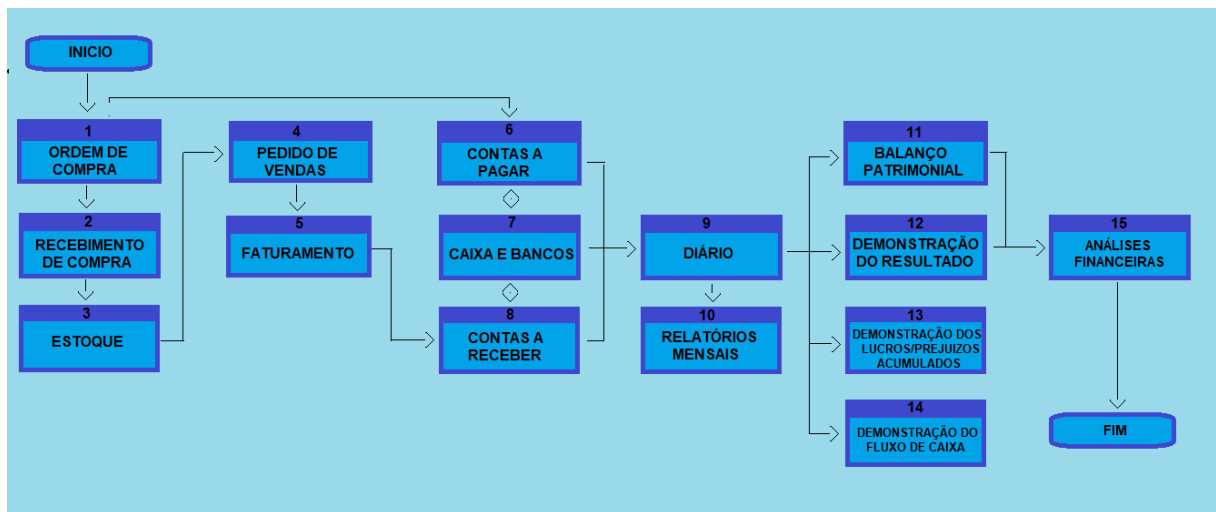 INICIO
1
ORDEM DE
COMPRA
2
RECEBIMENTO
DE COMPRA
3
ESTOQUE
4
PEDIDO DE
VENDAS
5
FATURAMENTO
6
CONTAS A
PAGAR
7
CAIXA E BANCOS
8
CONTAS A
RECEBER
9
DIÁRIO
10
RELATÓRIOS
MENSAIS
11
BALANÇO
PATRIMONIAL
12
DEMONSTRAÇÃO
DO RESULTADO
13
DEMONSTRAÇÃO DOS
LUCROS/PREJUIZOS
ACUMULADOS
14
DEMONSTRAÇÃO DO
FLUXO DE CAIXA
15
ANÁLISES
FINANCEIRAS
FIM